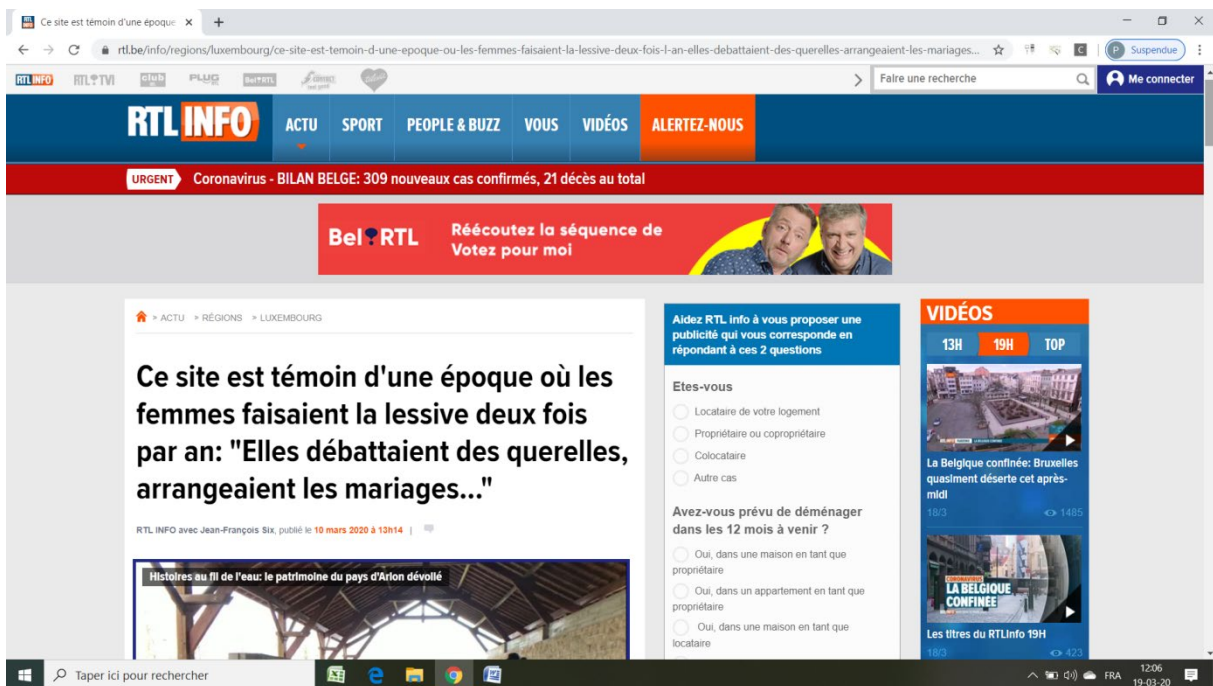 Ce site est témoin d'une époque
rtl.be/info/regions/luxembourg/ce-site-est-temoin-d-une-epoque-ou-les-femmes-faisaient-la-lessive-deux-fois-l-an-elles-debattaient-des-querelles-arrangeaient-les-mariages...
P Suspendue
RTL INFO RTL TVI club PLUG Bel RTL
Faire une recherche
Me connecter
RTL INFO
ACTU SPORT PEOPLE & BUZZ VOUS VIDÉOS ALERTEZ-NOUS
URGENT Coronavirus - BILAN BELGE: 309 nouveaux cas confirmés, 21 décès au total
Bel RTL
Réécoutez la séquence de
Votez pour moi
> ACTU > RÉGIONS > LUXEMBOURG
Ce site est témoin d'une époque où les
femmes faisaient la lessive deux fois
par an: "Elles débattaient des querelles,
arrangeaient les mariages..."
RTL INFO avec Jean-François Six, publié le 10 mars 2020 à 13h14 |
Histoires au fil de l'eau: le patrimoine du pays d'Arlon dévoilé
Aidez RTL info à vous proposer une
publicité qui vous corresponde en
répondant à ces 2 questions
Etes-vous
Locataire de votre logement
Propriétaire ou copropriétaire
Colocataire
Autre cas
Avez-vous prévu de déménager
dans les 12 mois à venir ?
Oui, dans une maison en tant que
propriétaire
Oui, dans un appartement en tant que
propriétaire
Oui, dans une maison en tant que
locataire
VIDÉOS
13H 19H TOP
La Belgique confinée: Bruxelles
quasiment déserte cet après-
midi
18/3 1485
CORONAVIRUS
LA BELGIQUE
CONFINÉE
Les titres du RTLinfo 19H
18/3 423
Taper ici pour rechercher
FRA
12:06
19-03-20